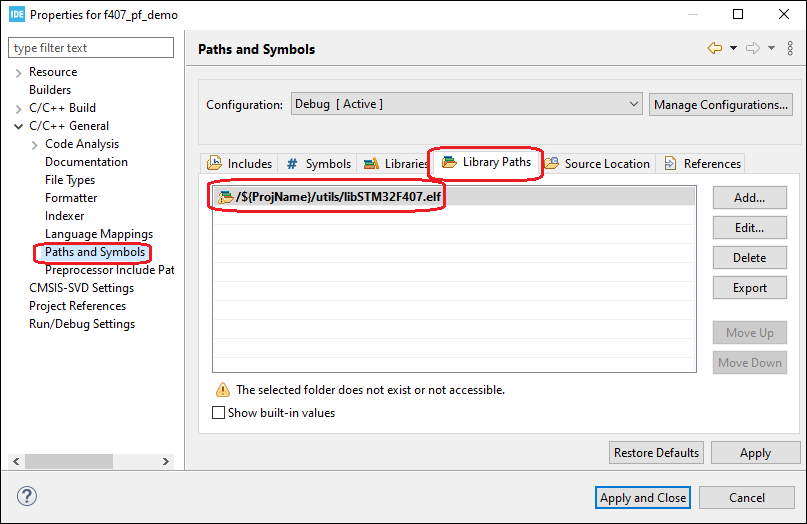 IDE Properties for f407_pf_demo
type filter text
Resource
Builders
C/C++ Build
C/C++ General
Code Analysis
Documentation
File Types
Formatter
Indexer
Language Mappings
Paths and Symbols
Preprocessor Include Pat
CMSIS-SVD Settings
Project References
Run/Debug Settings
Paths and Symbols
Configuration: Debug [ Active ] Manage Configurations...
Includes # Symbols Libraries Library Paths Source Location References
/${ProjName}/utils/libSTM32F407.elf
Add...
Edit...
Delete
Export
Move Up
Move Down
The selected folder does not exist or not accessible.
Show built-in values
Restore Defaults Apply
? Apply and Close Cancel